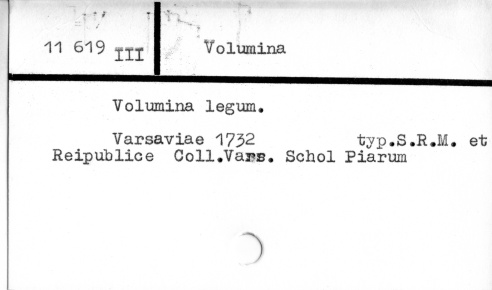 11 619 III Volumina
Volumina legum.
Varsaviae 1732 typ.S.R.M. et
Reipublice Coll.Vars. Schol Piarum